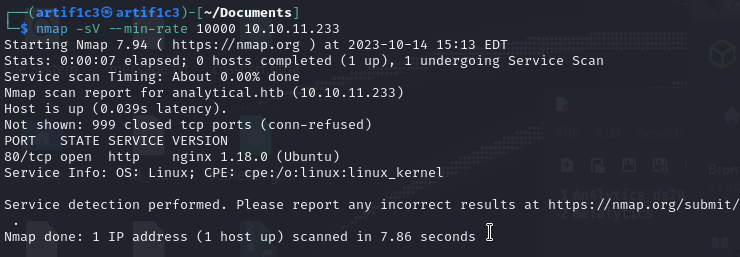 ┌──(artif1c3㉿artif1c3)-[~/Documents]
└─$ nmap -sV --min-rate 10000 10.10.11.233
Starting Nmap 7.94 ( https://nmap.org ) at 2023-10-14 15:13 EDT
Stats: 0:00:07 elapsed; 0 hosts completed (1 up), 1 undergoing Service Scan
Service scan Timing: About 0.00% done
Nmap scan report for analytical.htb (10.10.11.233)
Host is up (0.039s latency).
Not shown: 999 closed tcp ports (conn-refused)
PORT   STATE SERVICE VERSION
80/tcp open  http    nginx 1.18.0 (Ubuntu)
Service Info: OS: Linux; CPE: cpe:/o:linux:linux_kernel
Service detection performed. Please report any incorrect results at https://nmap.org/submit/
.
Nmap done: 1 IP address (1 host up) scanned in 7.86 seconds
File Edit Search